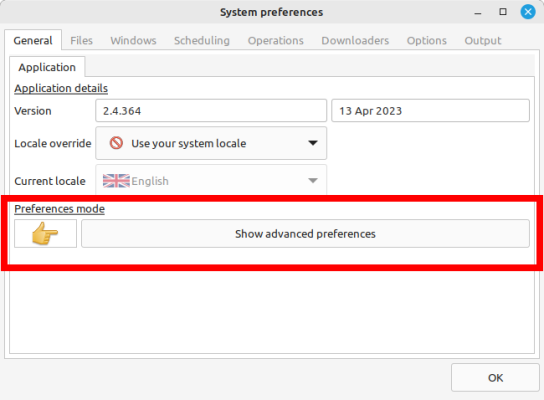 System preferences
General Files Windows Scheduling Operations Downloaders Options Output
Application
Application details
Version 2.4.364 13 Apr 2023
Locale override Use your system locale
Current locale English
Preferences mode
Show advanced preferences
OK